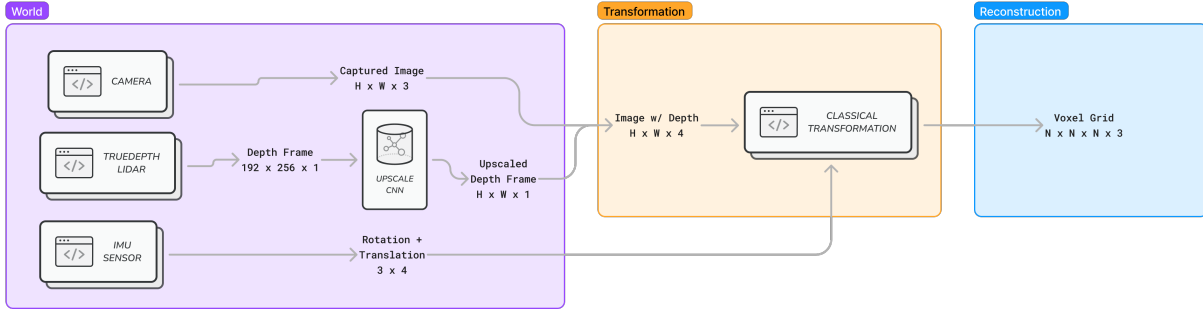 World
Transformation
Reconstruction
CAMERA
Captured Image
H x W x 3
TRUEDEPTH
LIDAR
Depth Frame
192 x 256 x 1
UPSCALE
CNN
Upscaled
Depth Frame
H x W x 1
IMU
SENSOR
Rotation +
Translation
3 x 4
Image w/ Depth
H x W x 4
CLASSICAL
TRANSFORMATION
Voxel Grid
N x N x N x 3